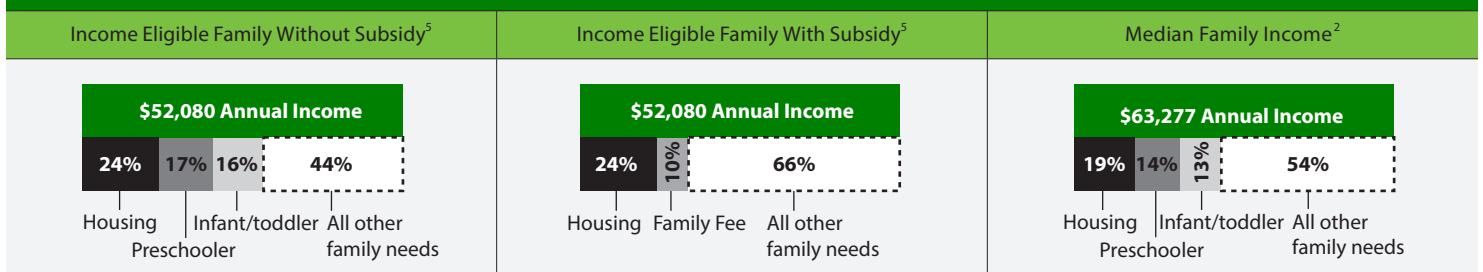 Income Eligible Family Without Subsidy5
Income Eligible Family With Subsidy5
Median Family Income2
$52,080 Annual Income
24% 17% 16% 44%
Housing
Preschooler
Infant/toddler
All other
family needs
$52,080 Annual Income
24% 10% 66%
Housing
Family Fee
All other
family needs
$63,277 Annual Income
19% 14% 13% 54%
Housing
Preschooler
Infant/toddler
All other
family needs